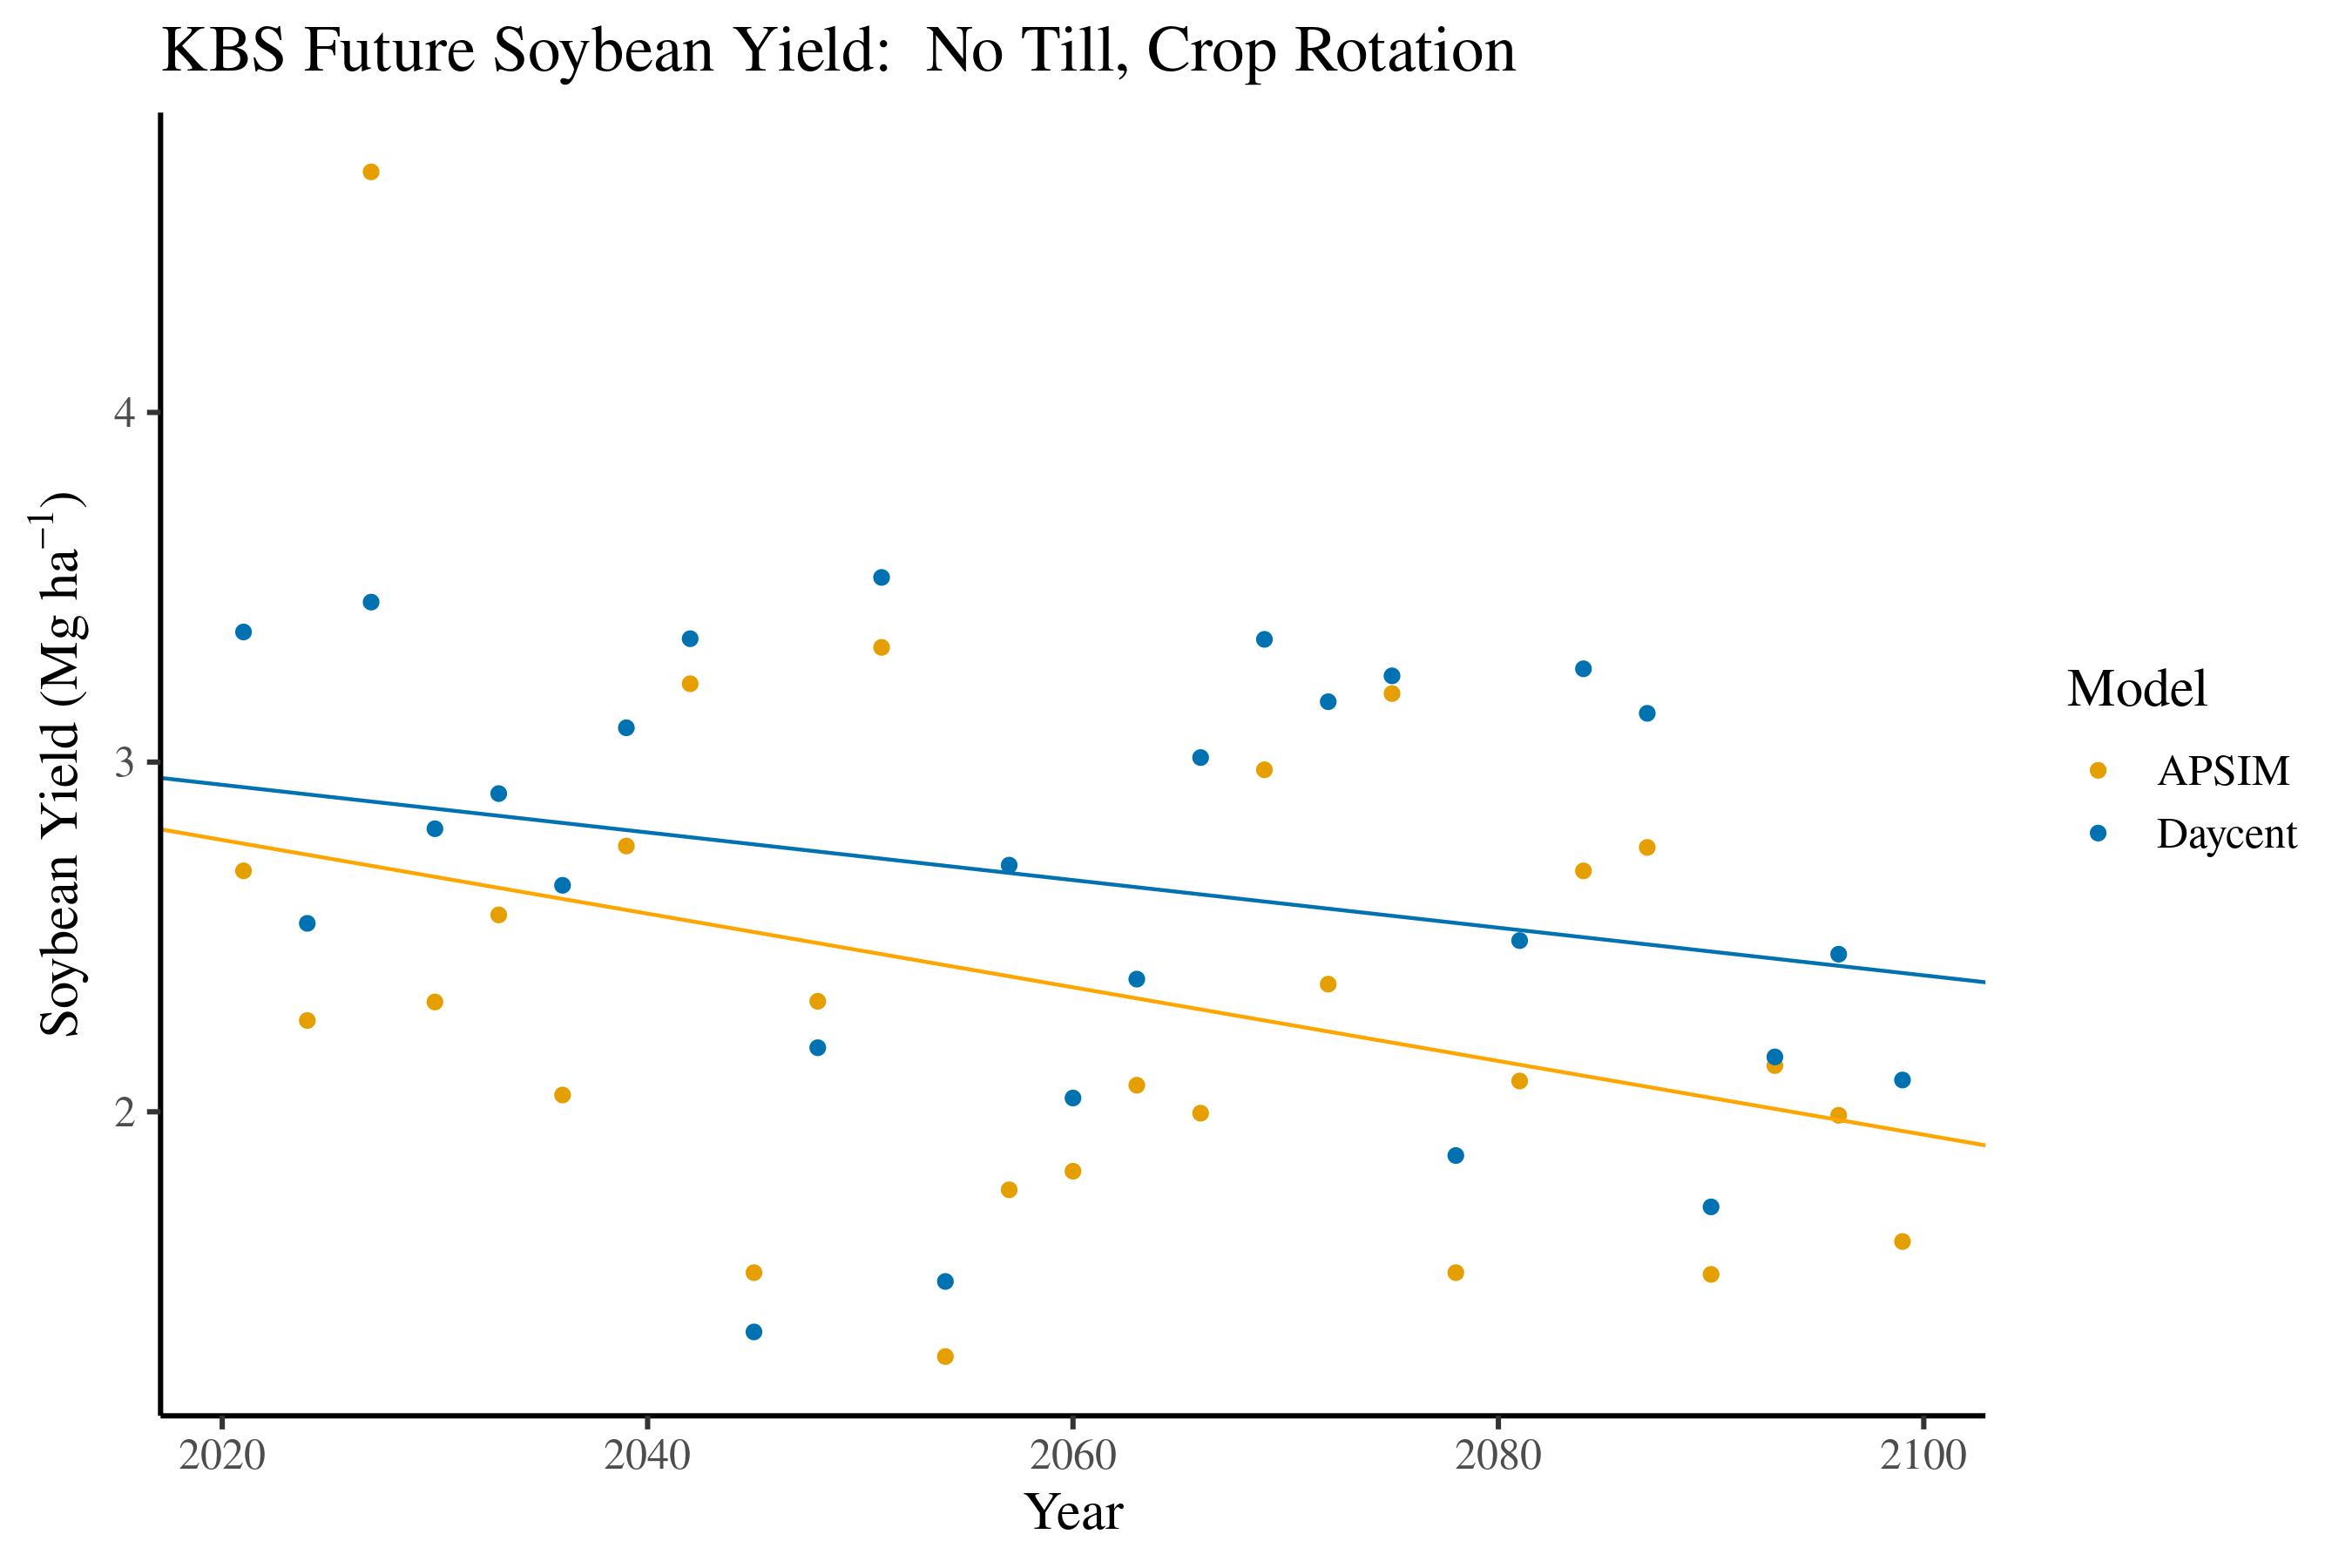 KBS Future Soybean Yield:  No Till, Crop Rotation
Soybean Yield (Mg ha⁻¹)
4
3
2
2020 2040 2060 2080 2100
Year
Model
APSIM
Daycent